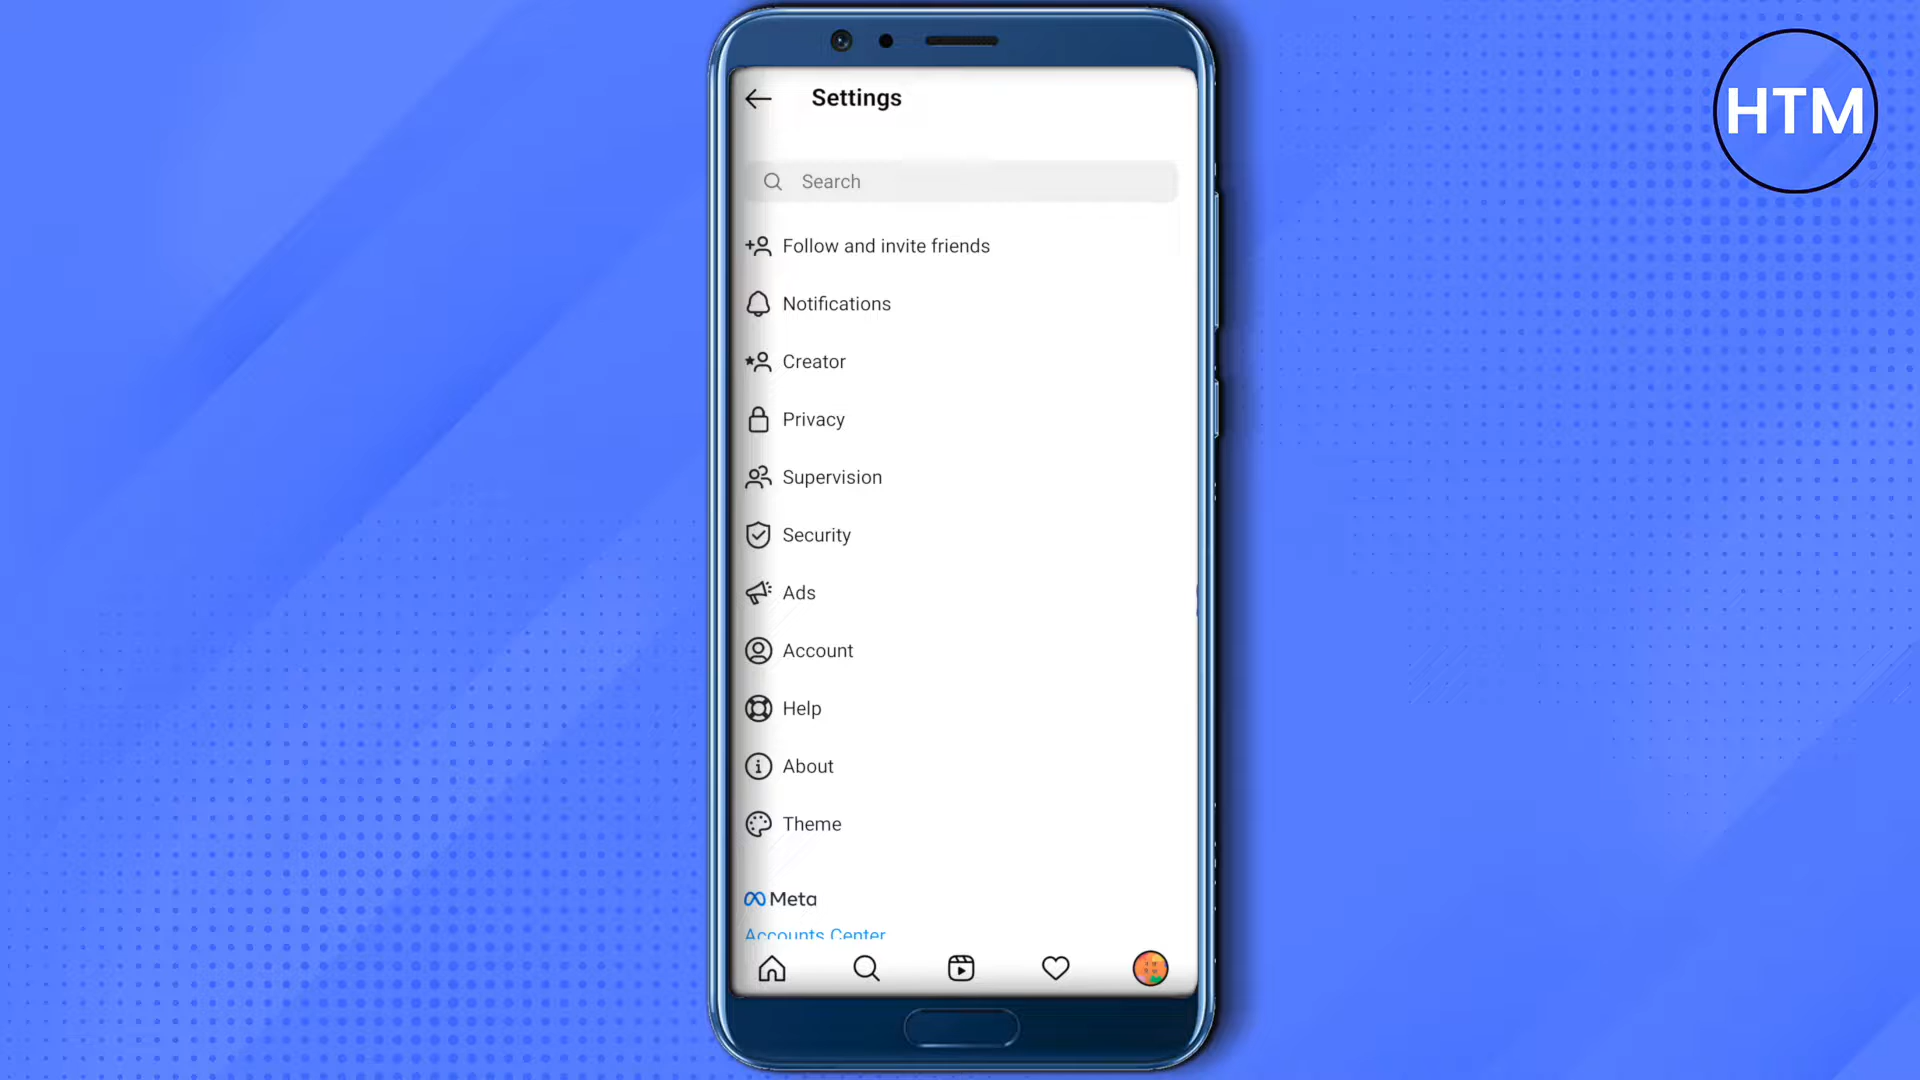 HTM
Settings
Search
Follow and invite friends
Notifications
Creator
Privacy
Supervision
Security
Ads
Account
Help
About
Theme
Meta
Accounts Center